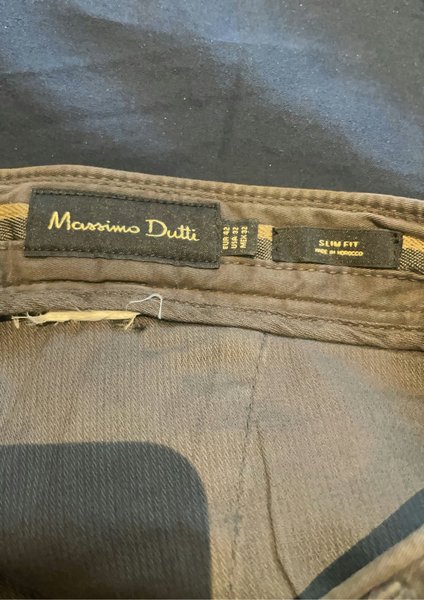 Massimo Dutti
EUR 42
USA 32
MEX 32
SLIM FIT
MADE IN MOROCCO